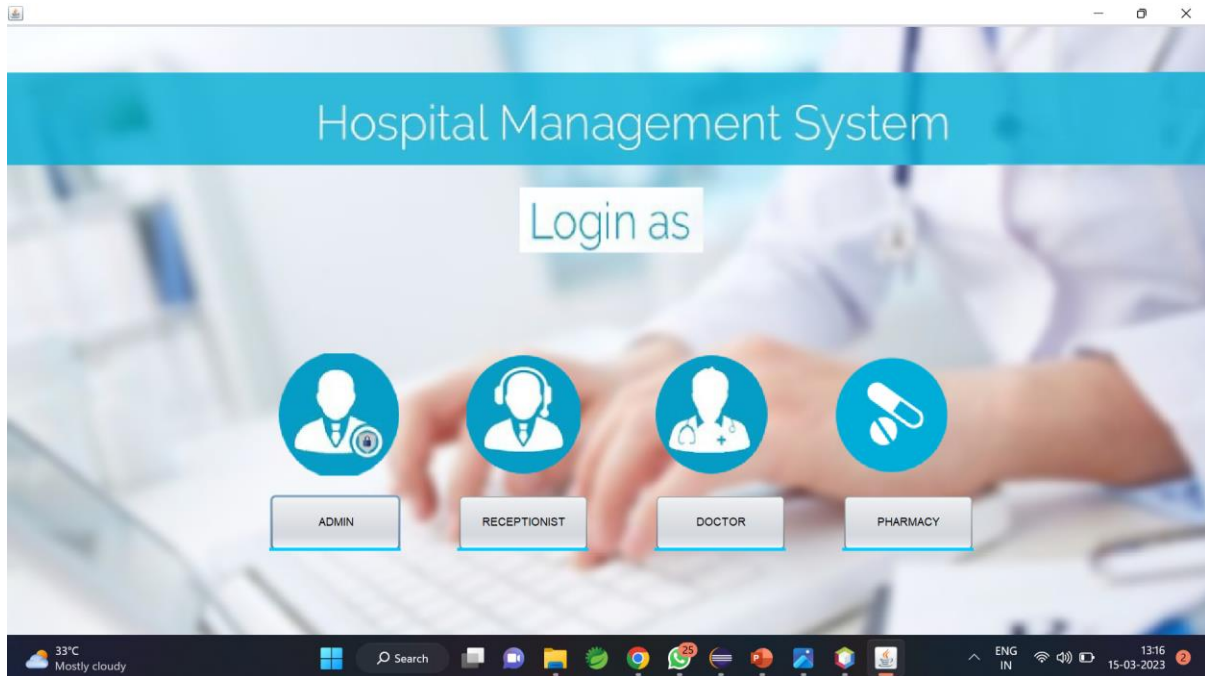 Hospital Management System
Login as
ADMIN RECEPTIONIST DOCTOR PHARMACY
33°C
Mostly cloudy
Search
25
P
ENG
IN
13:16
15-03-2023
2